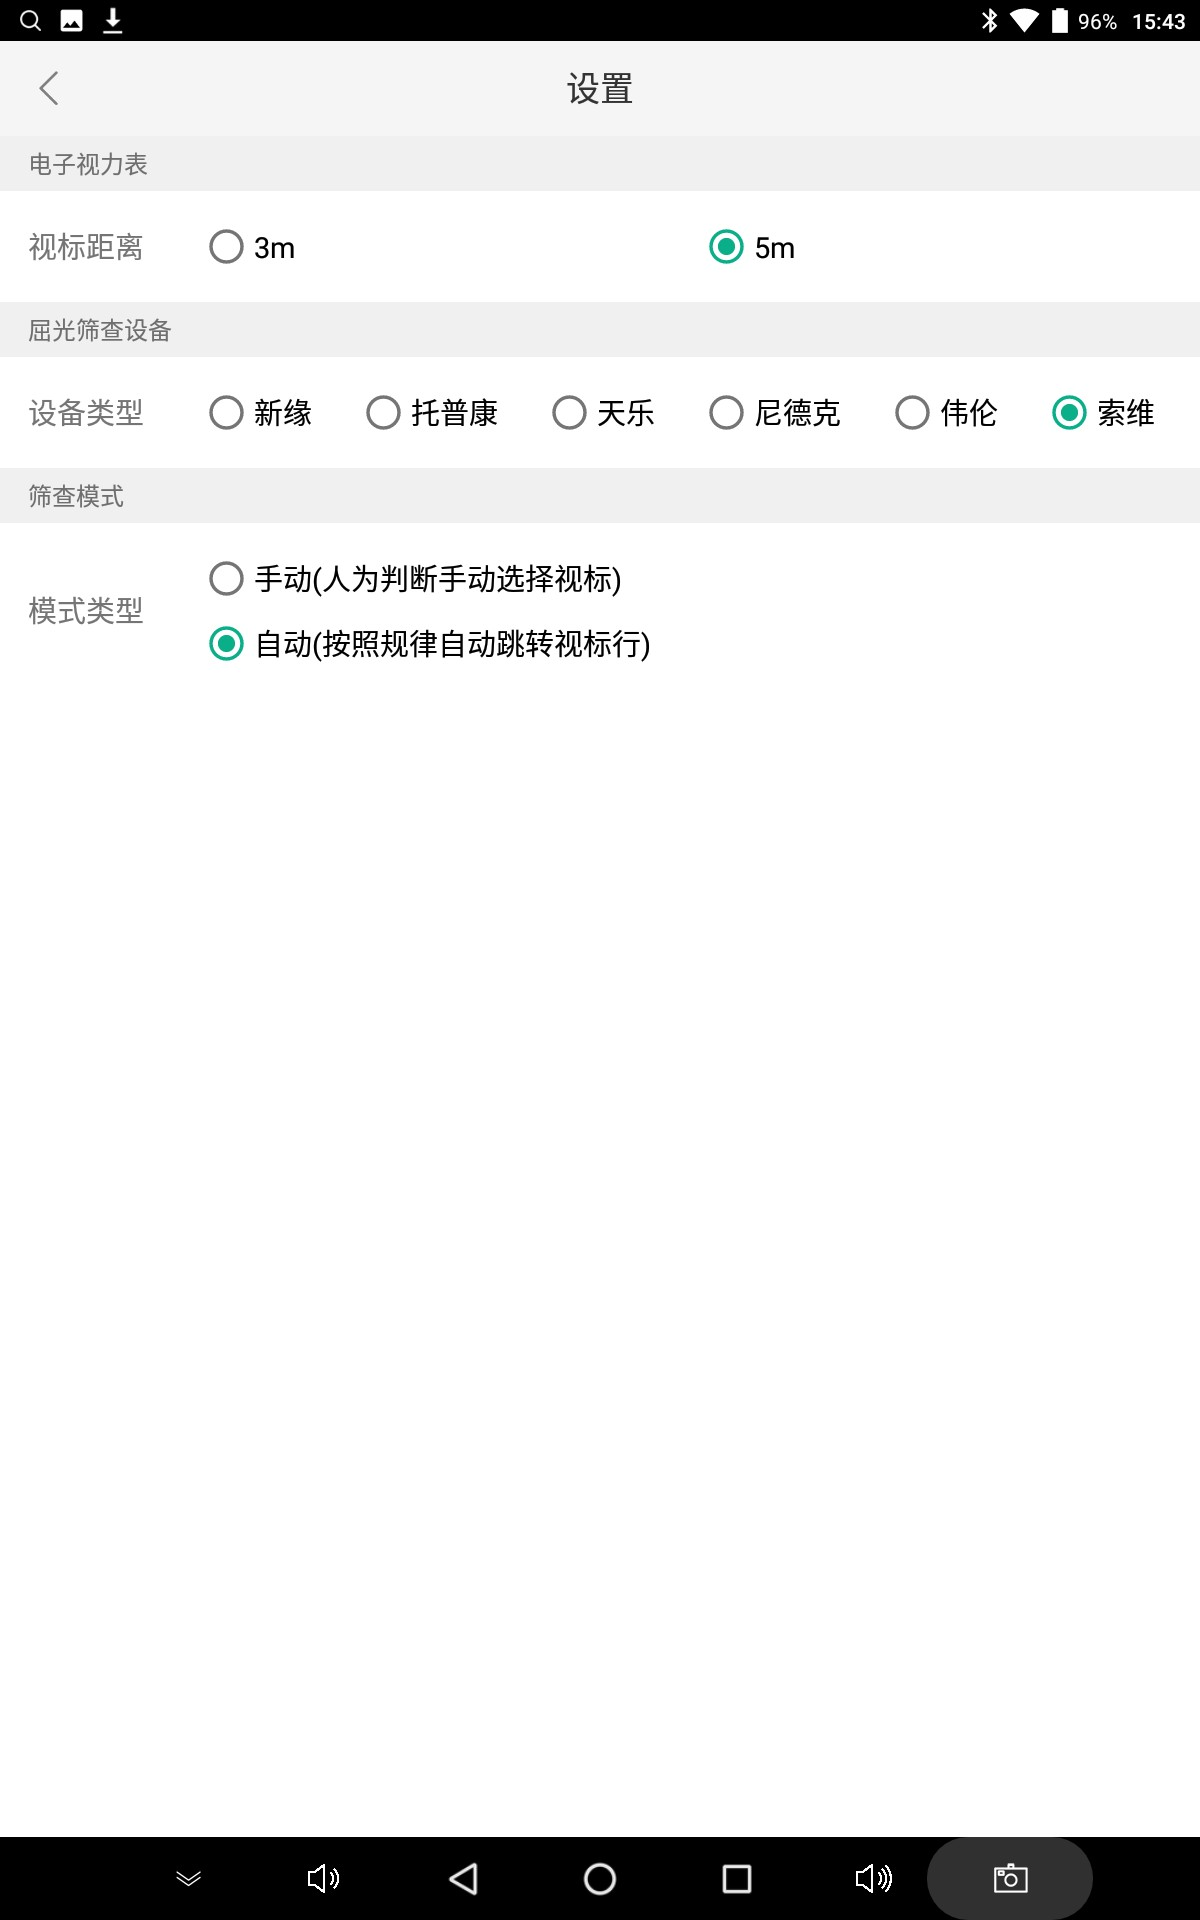 96% 15:43
设置
电子视力表
视标距离 3m 5m
屈光筛查设备
设备类型 新缘 托普康 天乐 尼德克 伟伦 索维
筛查模式
手动(人为判断手动选择视标)
模式类型
自动(按照规律自动跳转视标行)